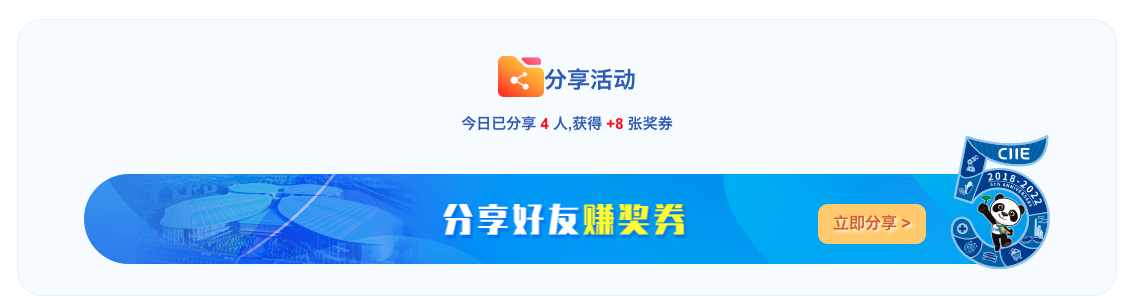 分享活动
今日已分享 4 人,获得 +8 张奖券
CIIE
2018-2022
5TH ANNIVERSARY
分享好友赚奖券
立即分享 >